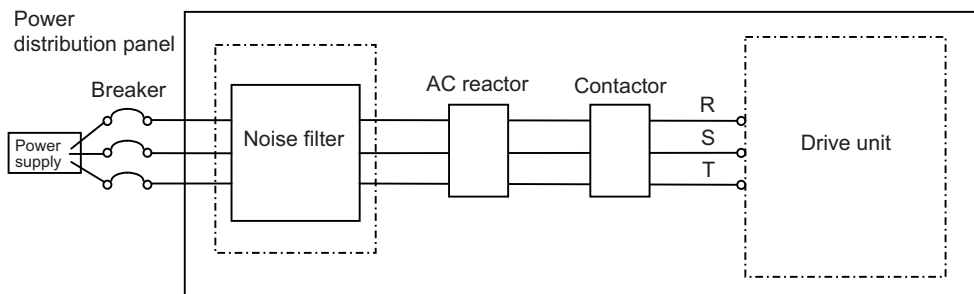 Power
distribution panel
Breaker
Power
supply
Noise filter
AC reactor
Contactor
R
S
T
Drive unit